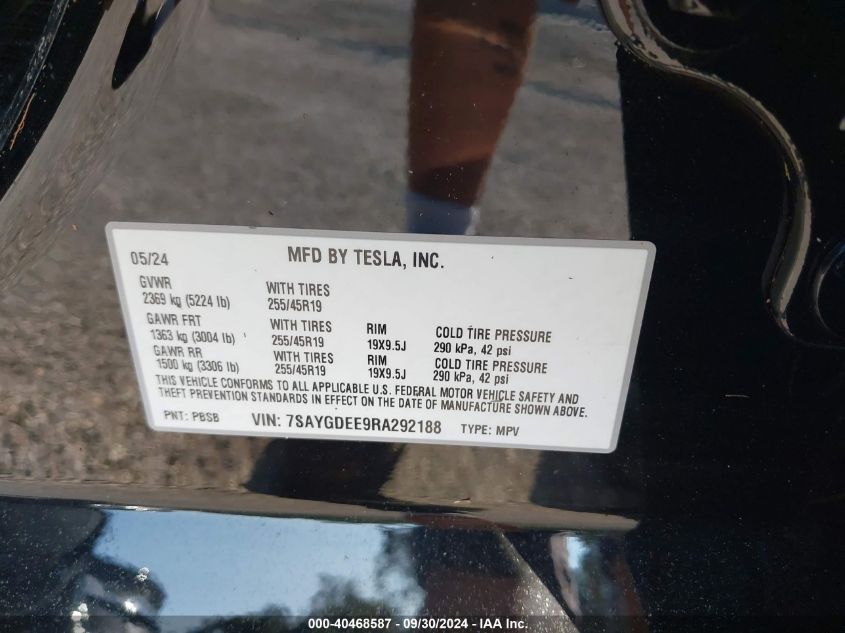 05/24 MFD BY TESLA, INC.
GVWR WITH TIRES
2369 kg (5224 lb) 255/45R19
GAWR FRT WITH TIRES RIM COLD TIRE PRESSURE
1363 kg (3004 lb) 255/45R19 19X9.5J 290 kPa, 42 psi
GAWR RR WITH TIRES RIM COLD TIRE PRESSURE
1500 kg (3306 lb) 255/45R19 19X9.5J 290 kPa, 42 psi
THIS VEHICLE CONFORMS TO ALL APPLICABLE U.S. FEDERAL MOTOR VEHICLE SAFETY AND
THEFT PREVENTION STANDARDS IN EFFECT ON THE DATE OF MANUFACTURE SHOWN ABOVE.
PNT: PBSB VIN: 7SAYGDEE9RA292188 TYPE: MPV
000-40468587 - 09/30/2024 - IAA Inc.